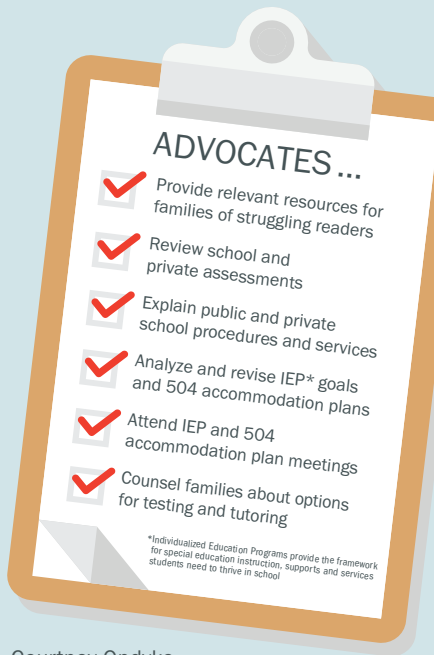 ADVOCATES ...
Provide relevant resources for
families of struggling readers
Review school and
private assessments
Explain public and private
school procedures and services
Analyze and revise IEP* goals
and 504 accommodation plans
Attend IEP and 504
accommodation plan meetings
Counsel families about options
for testing and tutoring
*Individualized Education Programs provide the framework
for special education instruction, supports and services
students need to thrive in school
Courtney